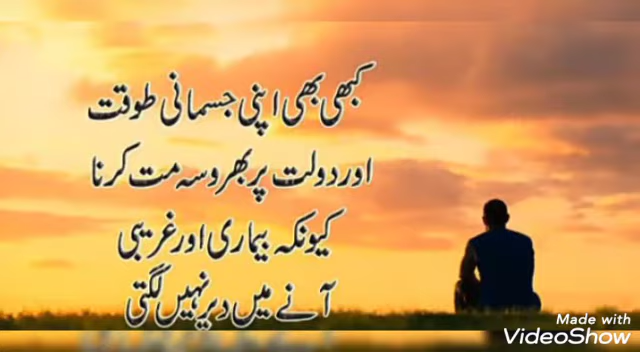 کبھی بھی اپنی جسمانی طوقت
اور دولت پر بھروسہ مت کرنا
کیونکہ بیماری اور غریبی
آنے میں دیر نہیں لگتی
Made with
VideoShow